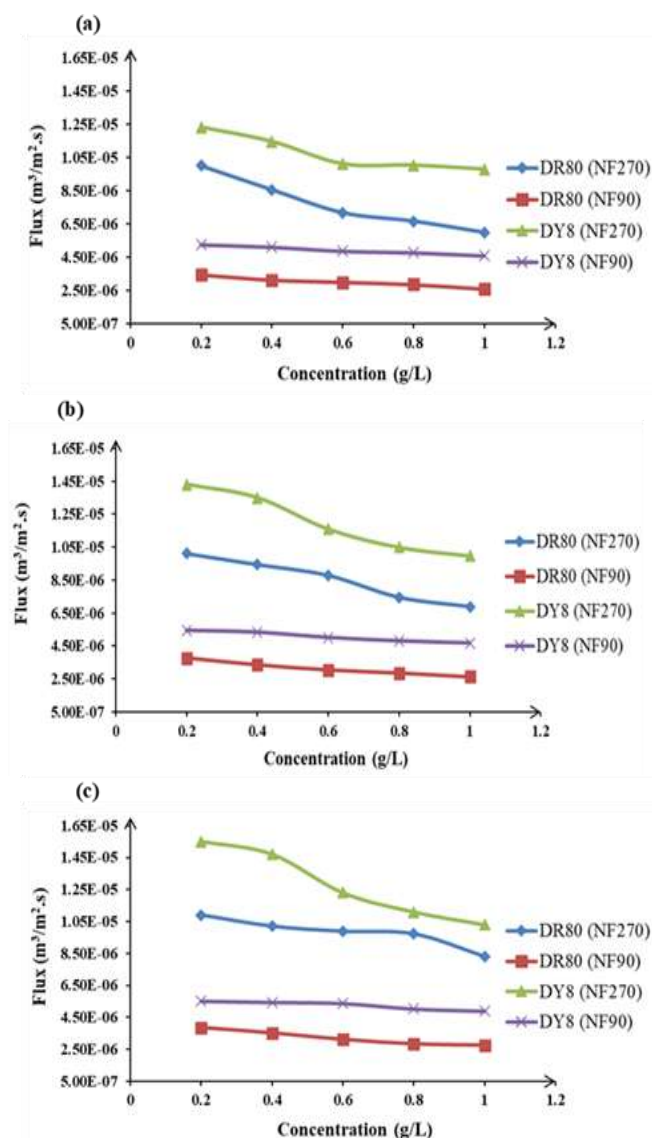 (a)
1.65E-05
1.45E-05
1.25E-05
1.05E-05
8.50E-06
6.50E-06
4.50E-06
2.50E-06
5.00E-07
Flux (m³/m².s)
0
0.2
0.4
0.6
0.8
1
1.2
Concentration (g/L)
DR80 (NF270)
DR80 (NF90)
DY8 (NF270)
DY8 (NF90)
(b)
1.65E-05
1.45E-05
1.25E-05
1.05E-05
8.50E-06
6.50E-06
4.50E-06
2.50E-06
5.00E-07
Flux (m³/m².s)
0
0.2
0.4
0.6
0.8
1
1.2
Concentration (g/L)
DR80 (NF270)
DR80 (NF90)
DY8 (NF270)
DY8 (NF90)
(c)
1.65E-05
1.45E-05
1.25E-05
1.05E-05
8.50E-06
6.50E-06
4.50E-06
2.50E-06
5.00E-07
Flux (m³/m².s)
0
0.2
0.4
0.6
0.8
1
1.2
Concentration (g/L)
DR80 (NF270)
DR80 (NF90)
DY8 (NF270)
DY8 (NF90)